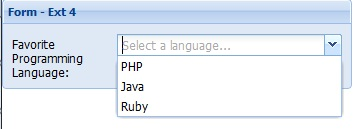 Form - Ext 4
Favorite
Programming
Language:
Select a language...
PHP
Java
Ruby